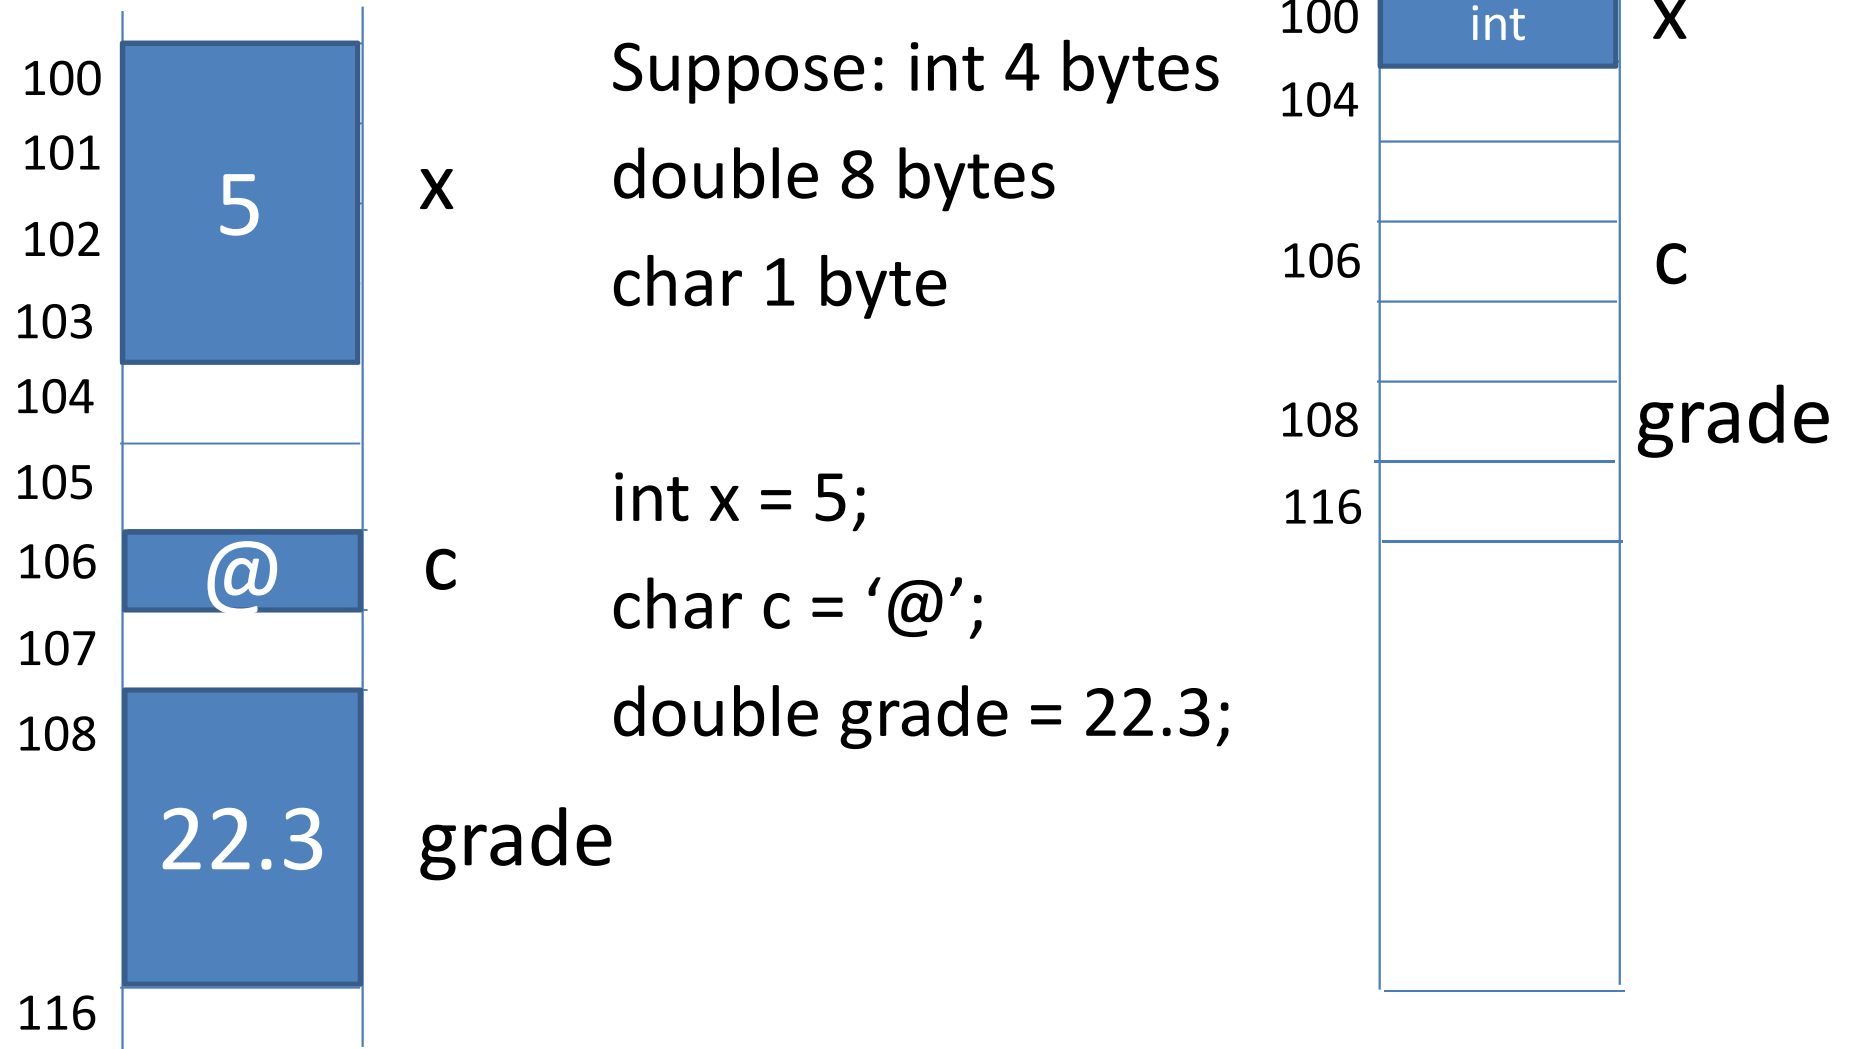 100
101
5
x
102
103
104
105
106
@
c
107
108
22.3
grade
116
Suppose: int 4 bytes
double 8 bytes
char 1 byte
int x = 5;
char c = ‘@’;
double grade = 22.3;
100
int
x
104
106
c
108
grade
116